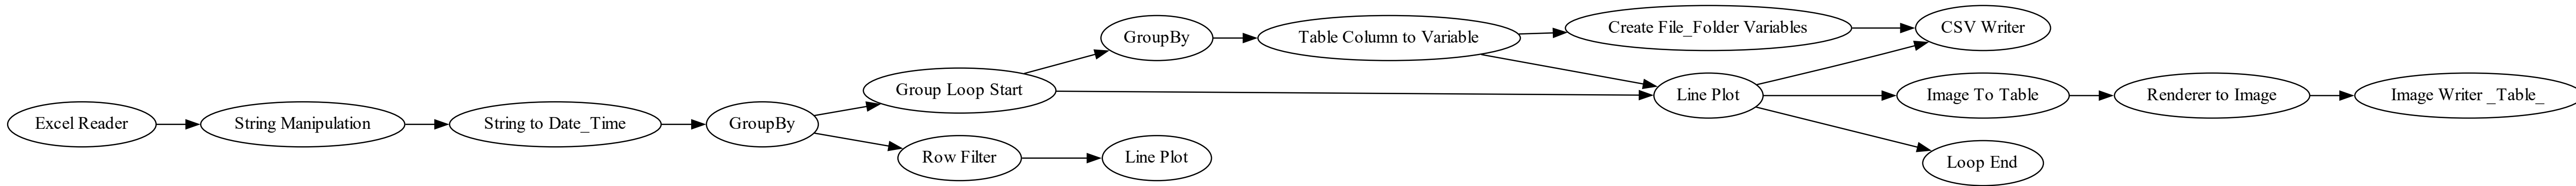 Excel Reader
String Manipulation
String to Date_Time
GroupBy
Group Loop Start
Row Filter
GroupBy
Line Plot
Table Column to Variable
Create File_Folder Variables
Line Plot
CSV Writer
Image To Table
Loop End
Renderer to Image
Image Writer _Table_